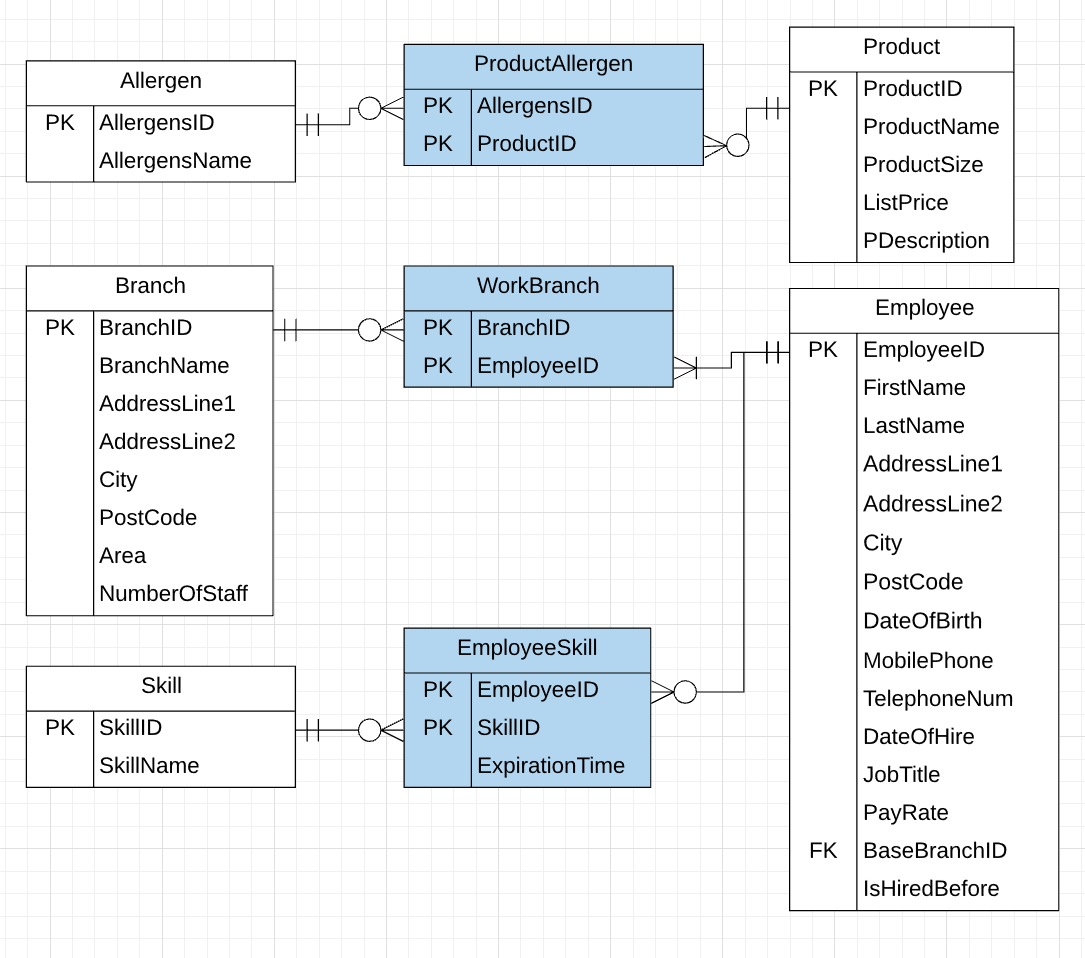 Allergen
PK AllergensID
AllergensName
ProductAllergen
PK AllergensID
PK ProductID
Product
PK ProductID
ProductName
ProductSize
ListPrice
PDescription
Branch
PK BranchID
BranchName
AddressLine1
AddressLine2
City
PostCode
Area
NumberOfStaff
WorkBranch
PK BranchID
PK EmployeeID
Employee
PK EmployeeID
FirstName
LastName
AddressLine1
AddressLine2
City
PostCode
DateOfBirth
MobilePhone
TelephoneNum
DateOfHire
JobTitle
PayRate
FK BaseBranchID
IsHiredBefore
Skill
PK SkillID
SkillName
EmployeeSkill
PK EmployeeID
PK SkillID
ExpirationTime